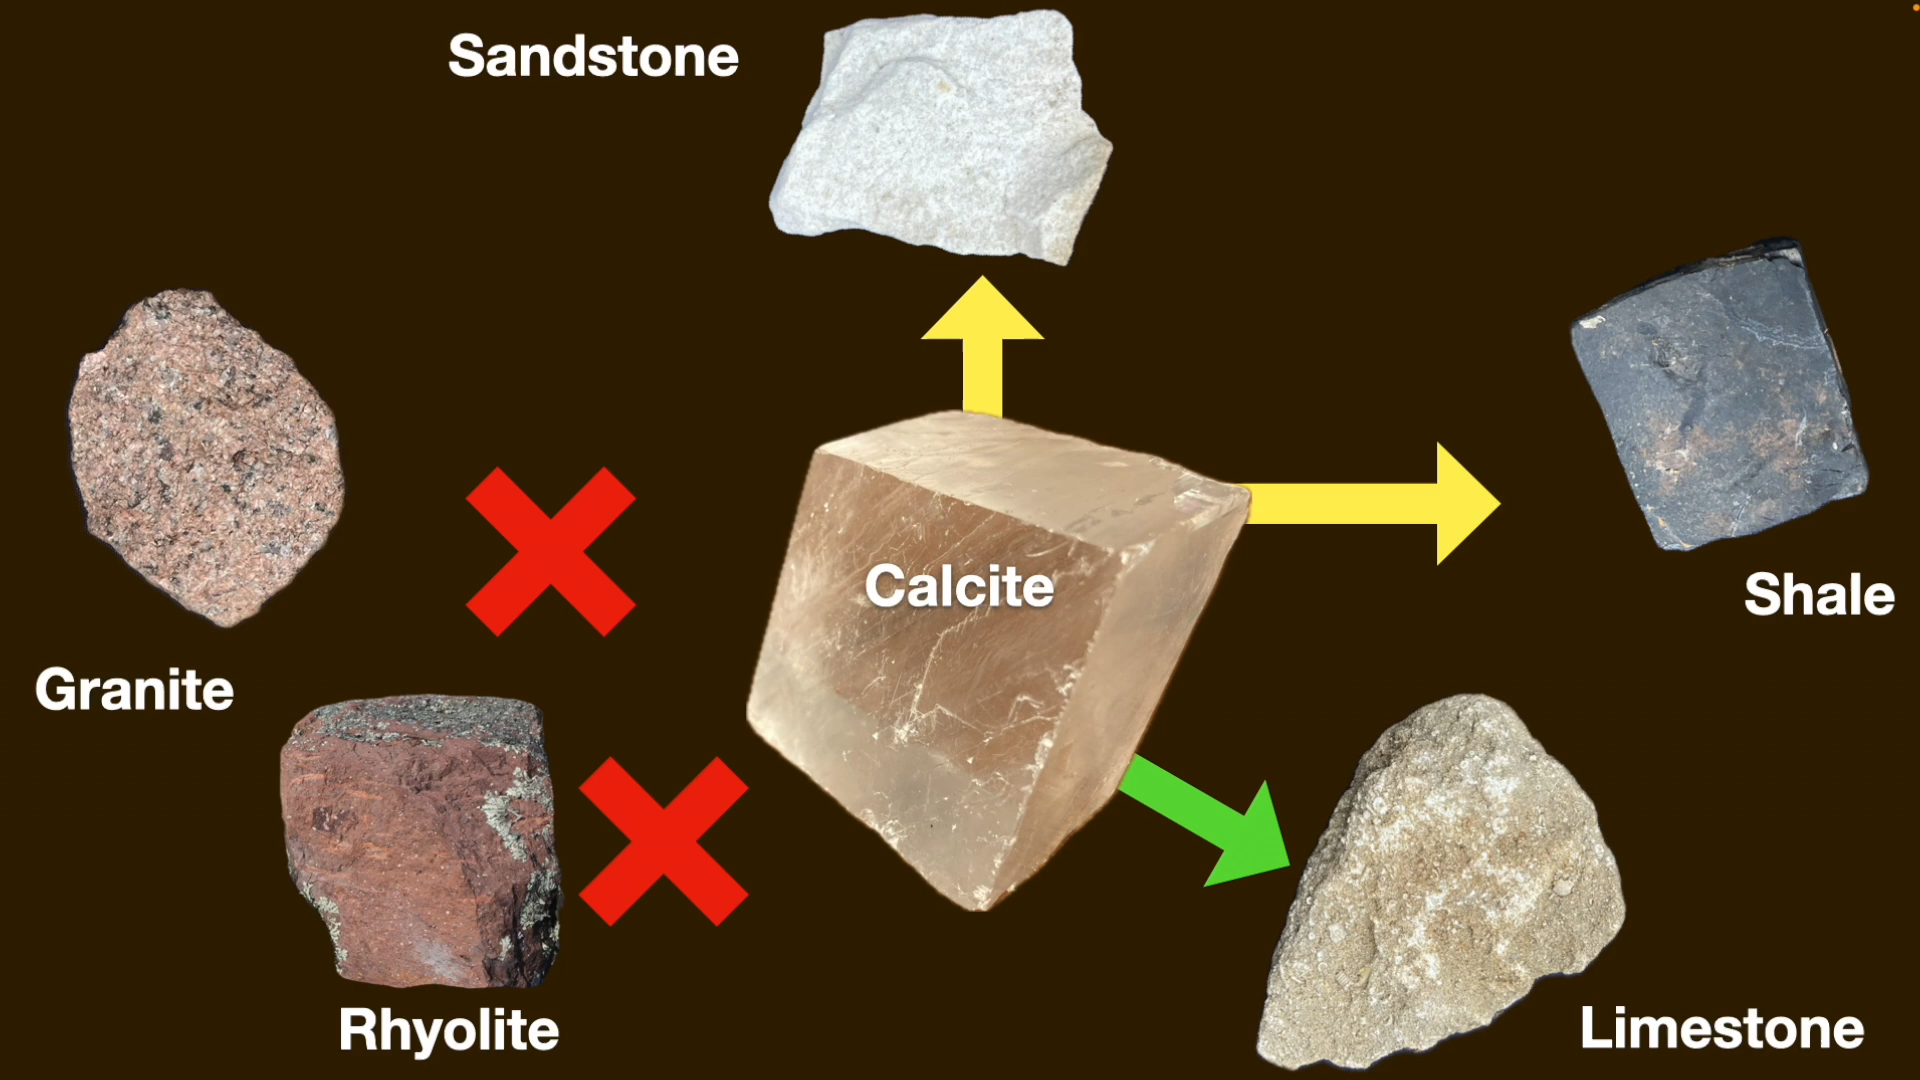 Sandstone
Calcite
Shale
Granite
Rhyolite
Limestone